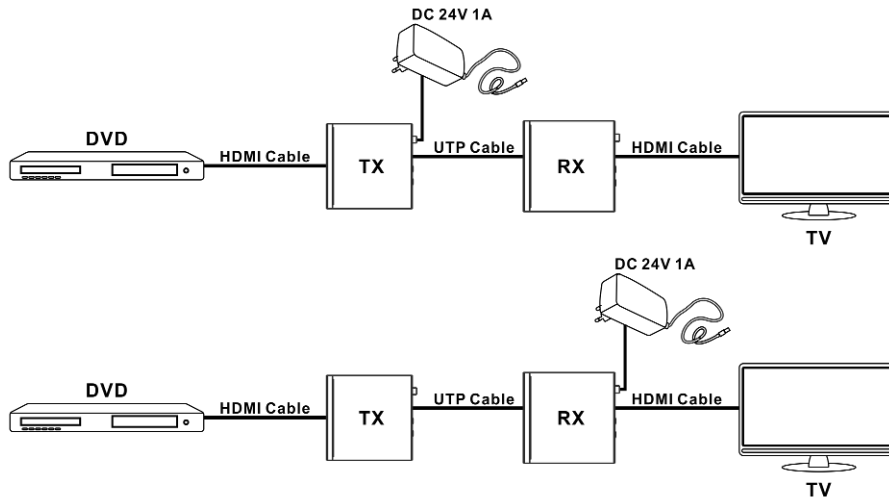 DC 24V 1A
DVD
HDMI Cable
TX
UTP Cable
RX
HDMI Cable
TV
DC 24V 1A
DVD
HDMI Cable
TX
UTP Cable
RX
HDMI Cable
TV